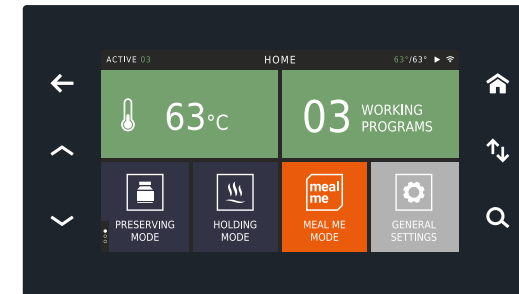 ACTIVE 03 HOME 63°/63°
63°C
03 WORKING
PROGRAMS
PRESERVING
MODE
HOLDING
MODE
meal
me
MEAL ME
MODE
GENERAL
SETTINGS